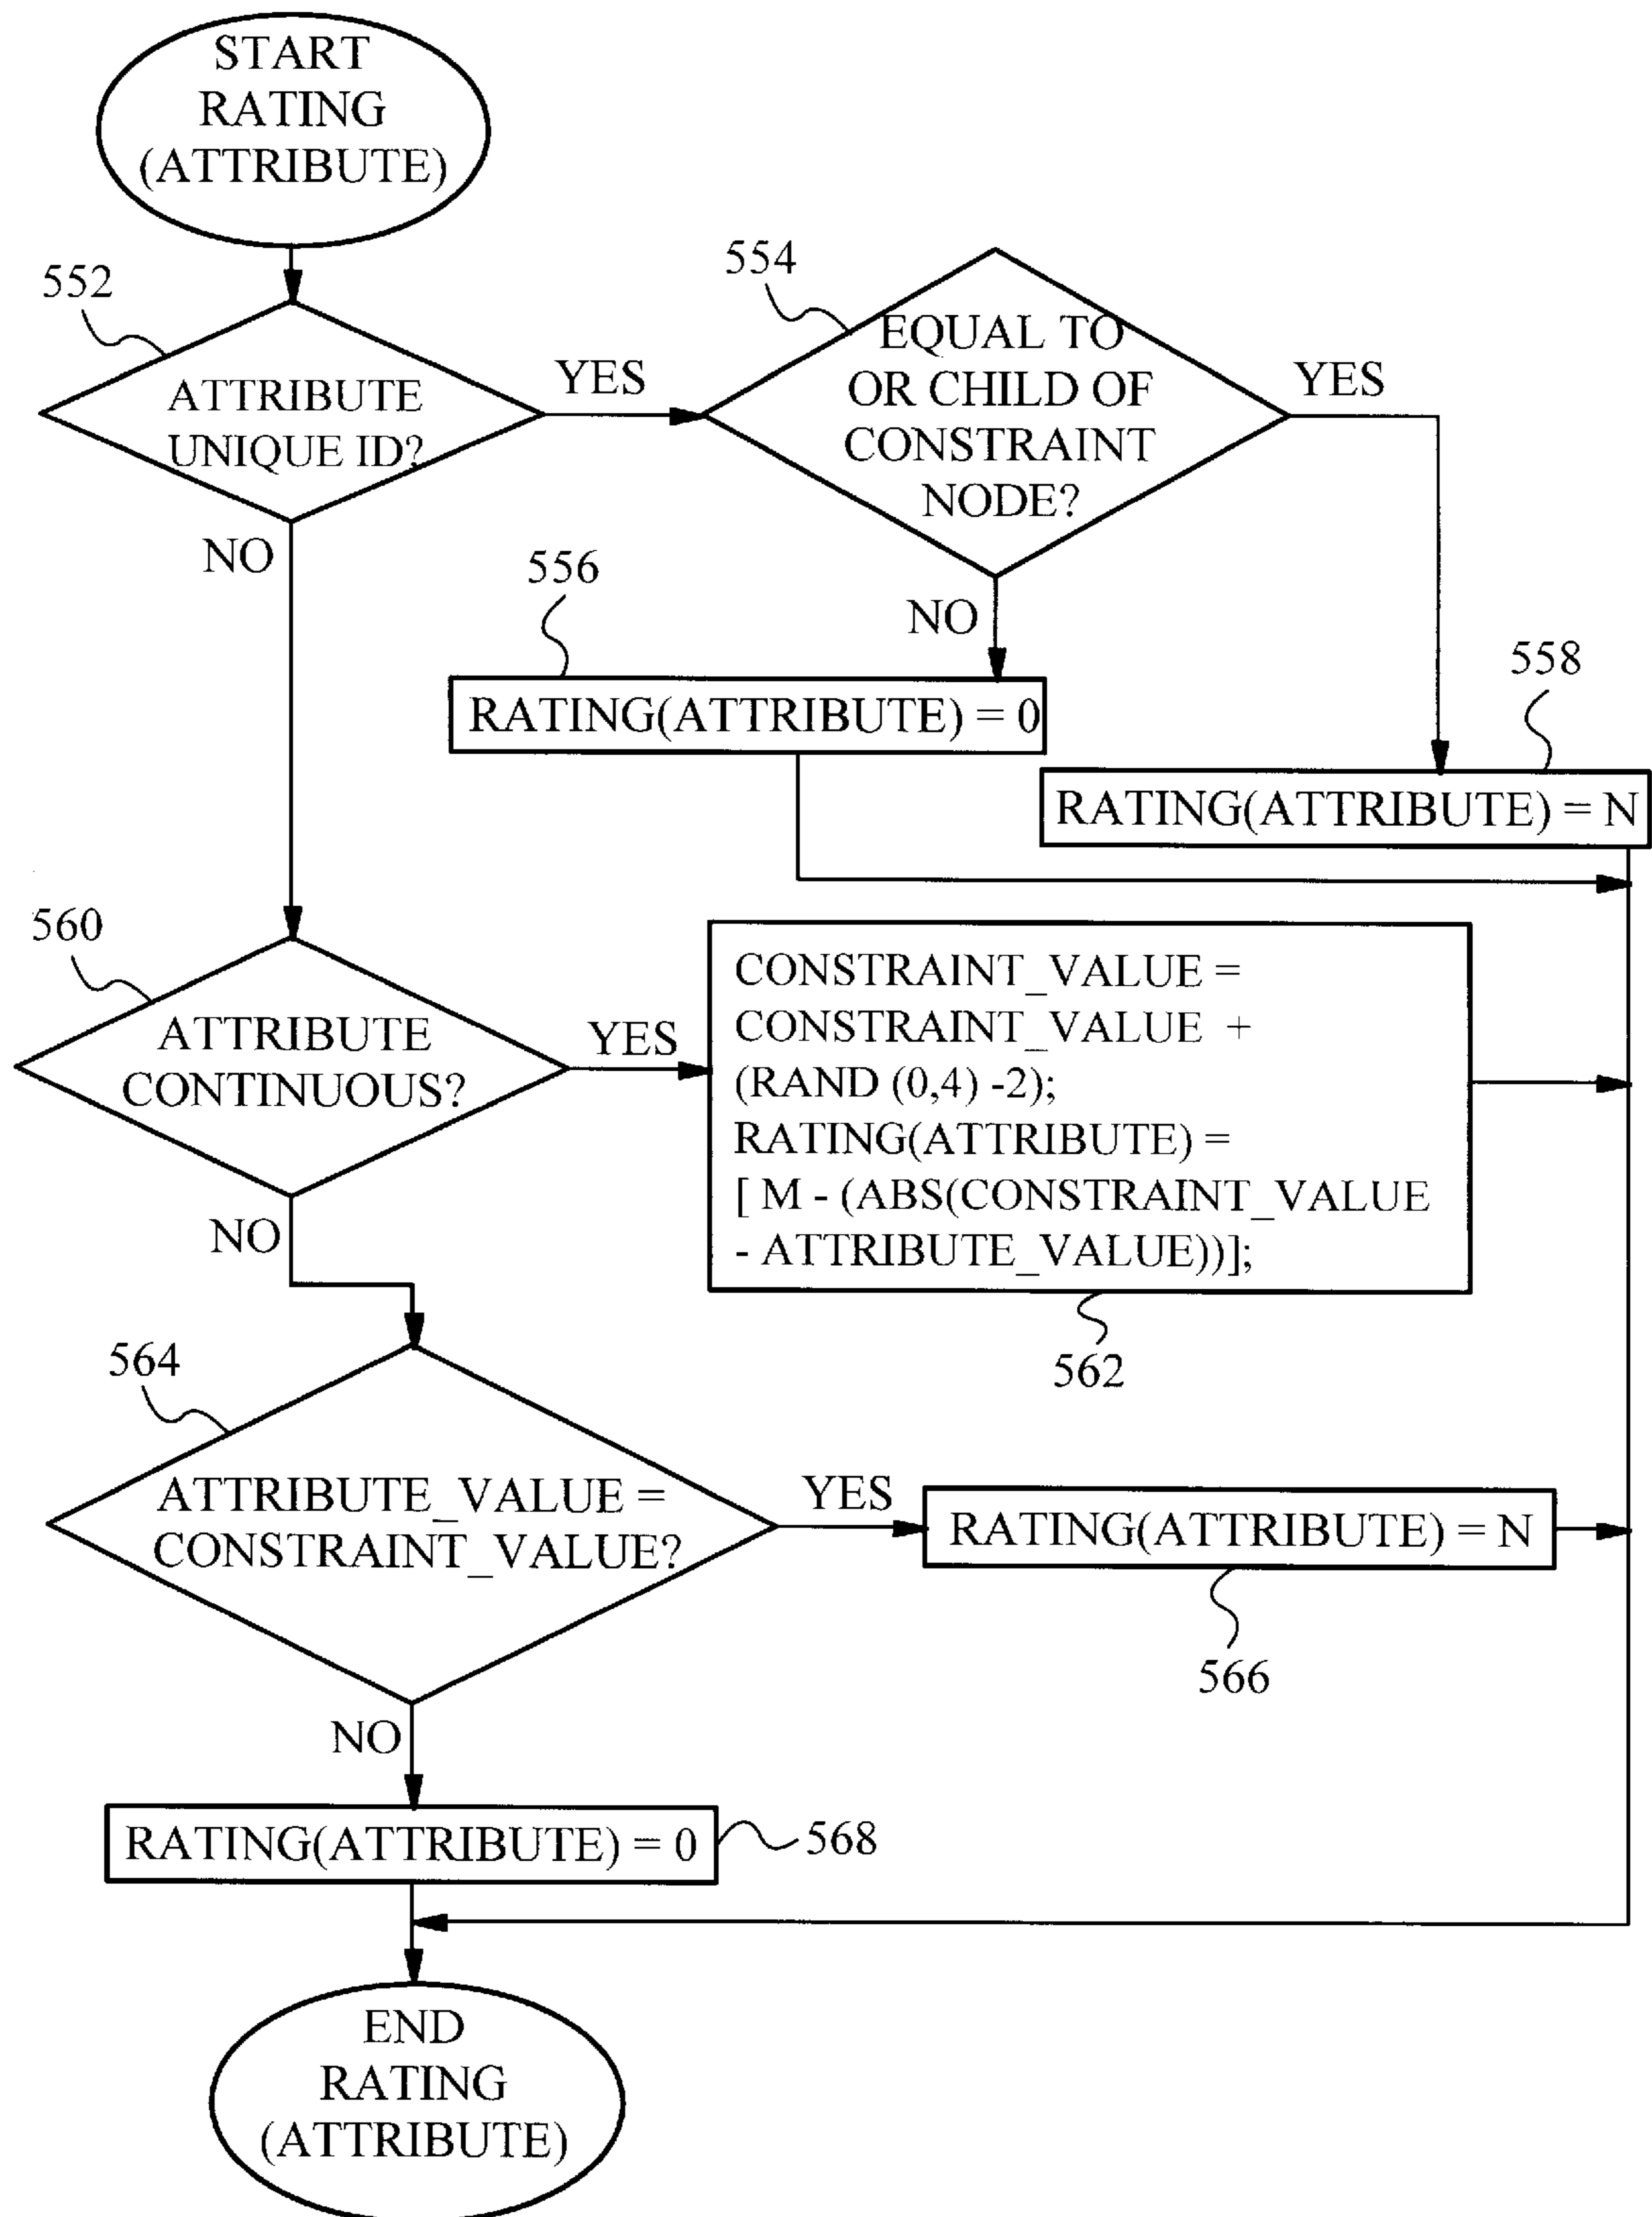 START
RATING
(ATTRIBUTE)
552
ATTRIBUTE
UNIQUE ID?
YES
NO
554
EQUAL TO
OR CHILD OF
CONSTRAINT
NODE?
YES
NO
556
RATING(ATTRIBUTE) = 0
558
RATING(ATTRIBUTE) = N
560
ATTRIBUTE
CONTINUOUS?
YES
NO
CONSTRAINT_VALUE =
CONSTRAINT_VALUE +
(RAND (0,4) -2);
RATING(ATTRIBUTE) =
[ M - (ABS(CONSTRAINT_VALUE
- ATTRIBUTE_VALUE))];
562
564
ATTRIBUTE_VALUE =
CONSTRAINT_VALUE?
YES
NO
RATING(ATTRIBUTE) = N
566
RATING(ATTRIBUTE) = 0
568
END
RATING
(ATTRIBUTE)